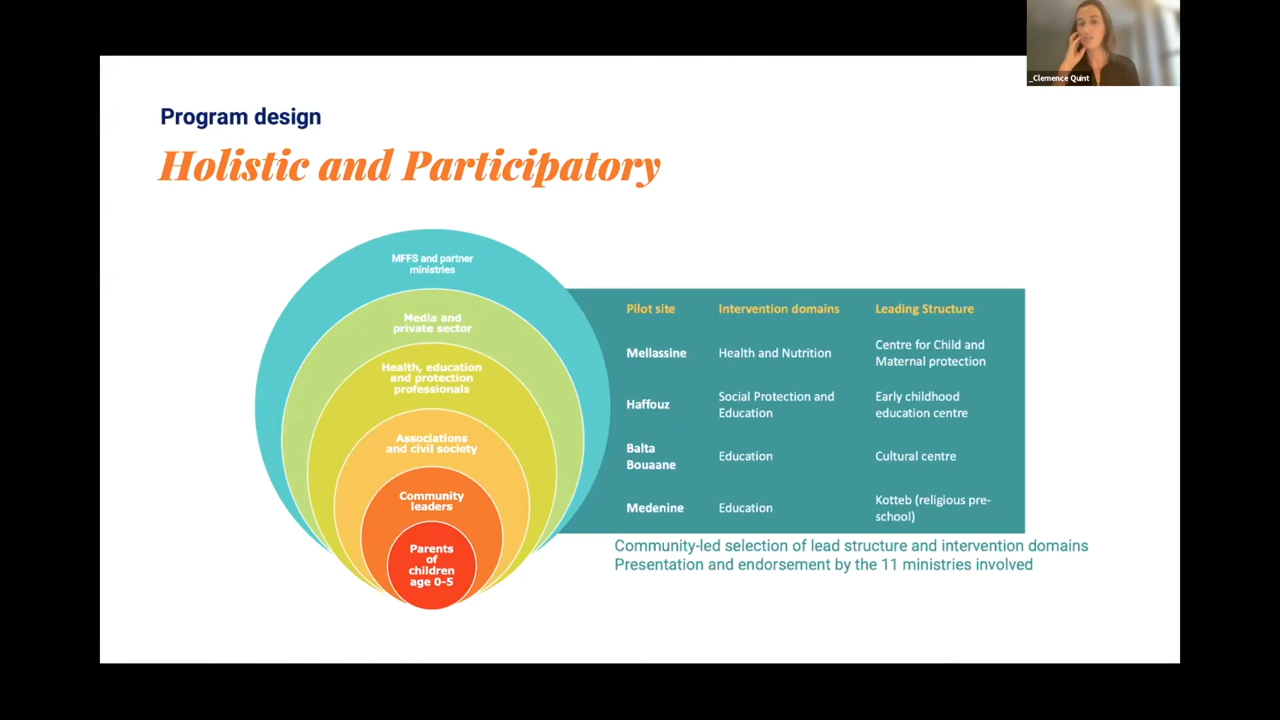 _Clemence Quint
Program design
Holistic and Participatory
MFFS and partner
ministries
Media and
private sector
Health, education
and protection
professionals
Associations
and civil society
Community
leaders
Parents
of
children
age 0-5
Pilot site Intervention domains Leading Structure
Mellassine Health and Nutrition Centre for Child and
Maternal protection
Haffouz Social Protection and
Education Early childhood
education centre
Balta
Bouaane Education Cultural centre
Medenine Education Kotteb (religious pre-
school)
Community-led selection of lead structure and intervention domains
Presentation and endorsement by the 11 ministries involved